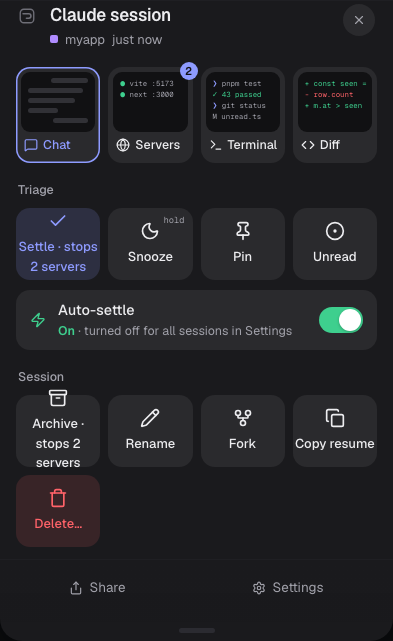 Claude session
myapp just now
2
vite :5173
next :3000
❯ pnpm test
✓ 43 passed
❯ git status
M unread.ts
+ const seen =
- row.count
+ m.at > seen
Chat
Servers
Terminal
Diff
Triage
hold
Settle · stops
2 servers
Snooze
Pin
Unread
Auto-settle
On · turned off for all sessions in Settings
Session
Archive ·
stops 2
servers
Rename
Fork
Copy resume
Delete…
Share
Settings